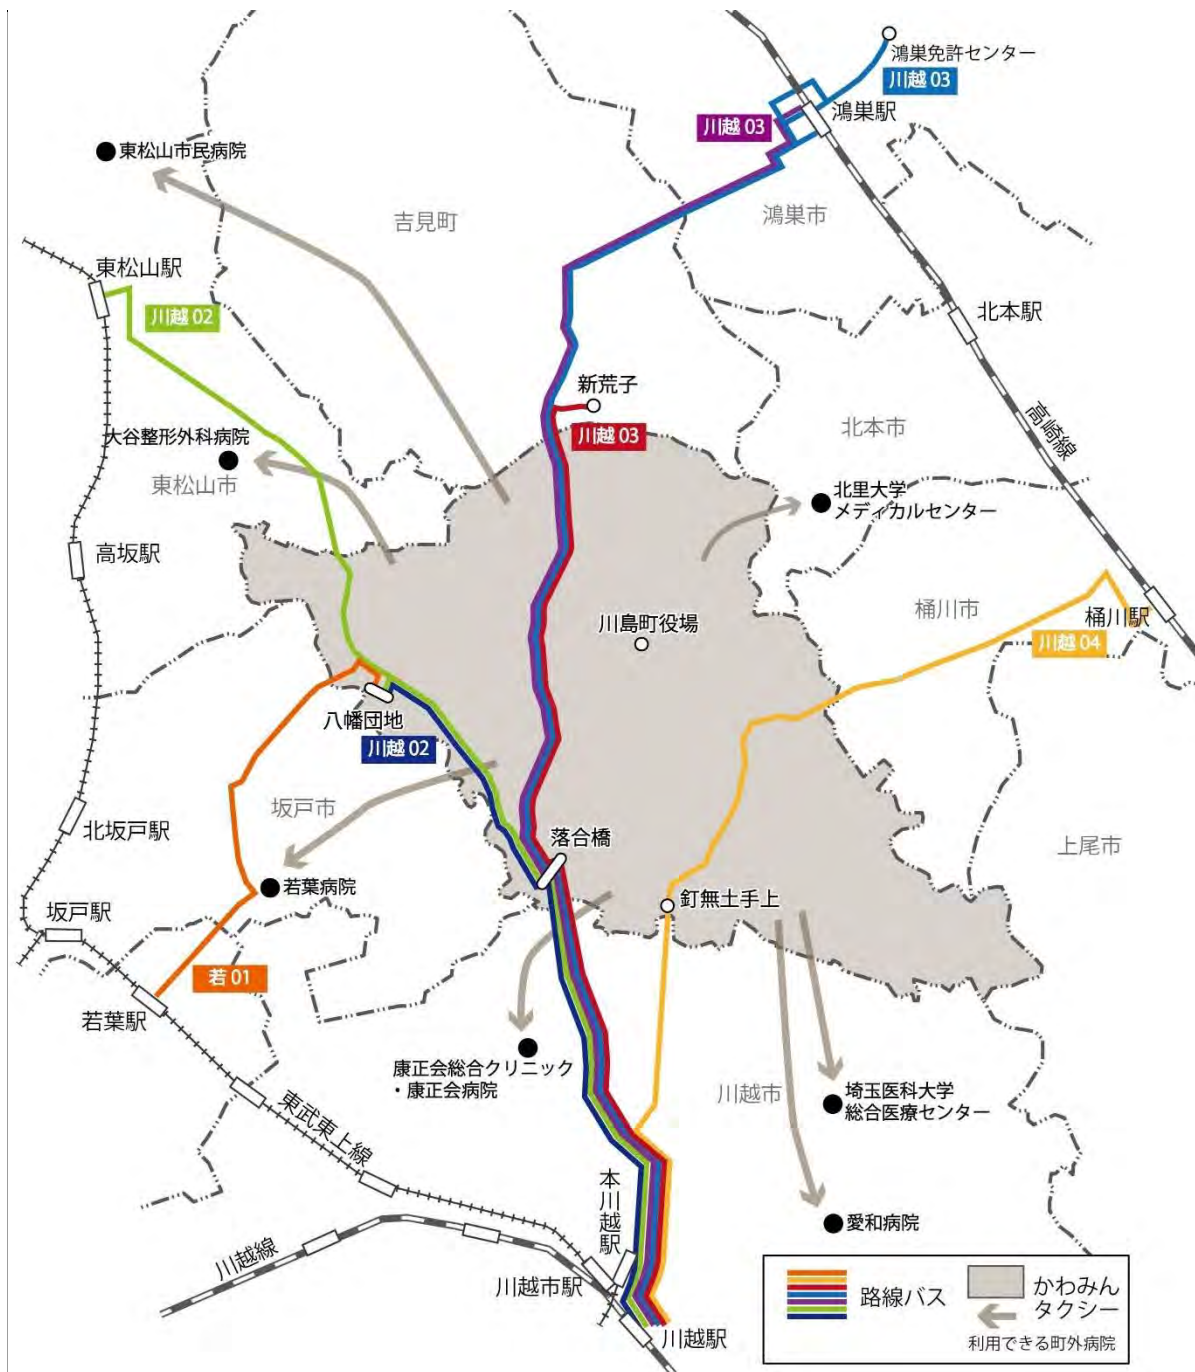 鴻巣免許センター
川越 03
鴻巣駅
川越 03
東松山市民病院
吉見町
鴻巣市
東松山駅
川越 02
北本駅
新荒子
川越 03
高崎線
北本市
大谷整形外科病院
東松山市
北里大学
メディカルセンター
高坂駅
桶川市
桶川駅
川越 04
川島町役場
八幡団地
川越 02
坂戸市
北坂戸駅
落合橋
上尾市
若葉病院
釘無土手上
坂戸駅
若 01
若葉駅
康正会総合クリニック
・康正会病院
川越市
埼玉医科大学
総合医療センター
東武東上線
本川越駅
愛和病院
川越線
川越市駅
川越駅
路線バス
かわみん
タクシー
利用できる町外病院